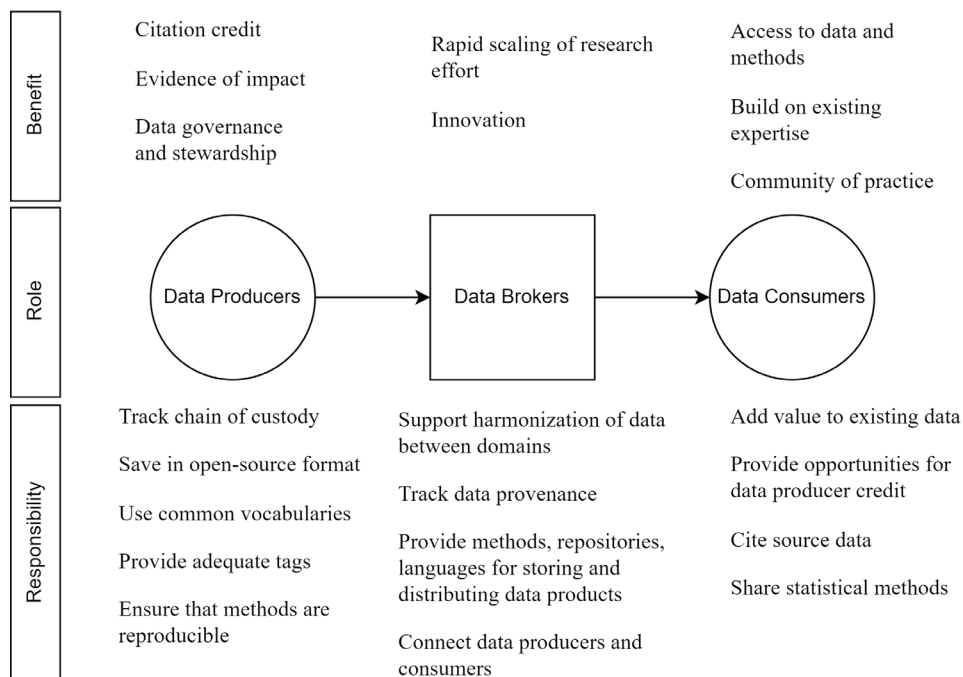 Benefit
Citation credit
Evidence of impact
Data governance
and stewardship
Rapid scaling of research
effort
Innovation
Access to data and
methods
Build on existing
expertise
Community of practice
Role
Data Producers
Data Brokers
Data Consumers
Responsibility
Track chain of custody
Save in open-source format
Use common vocabularies
Provide adequate tags
Ensure that methods are
reproducible
Support harmonization of data
between domains
Track data provenance
Provide methods, repositories,
languages for storing and
distributing data products
Connect data producers and
consumers
Add value to existing data
Provide opportunities for
data producer credit
Cite source data
Share statistical methods